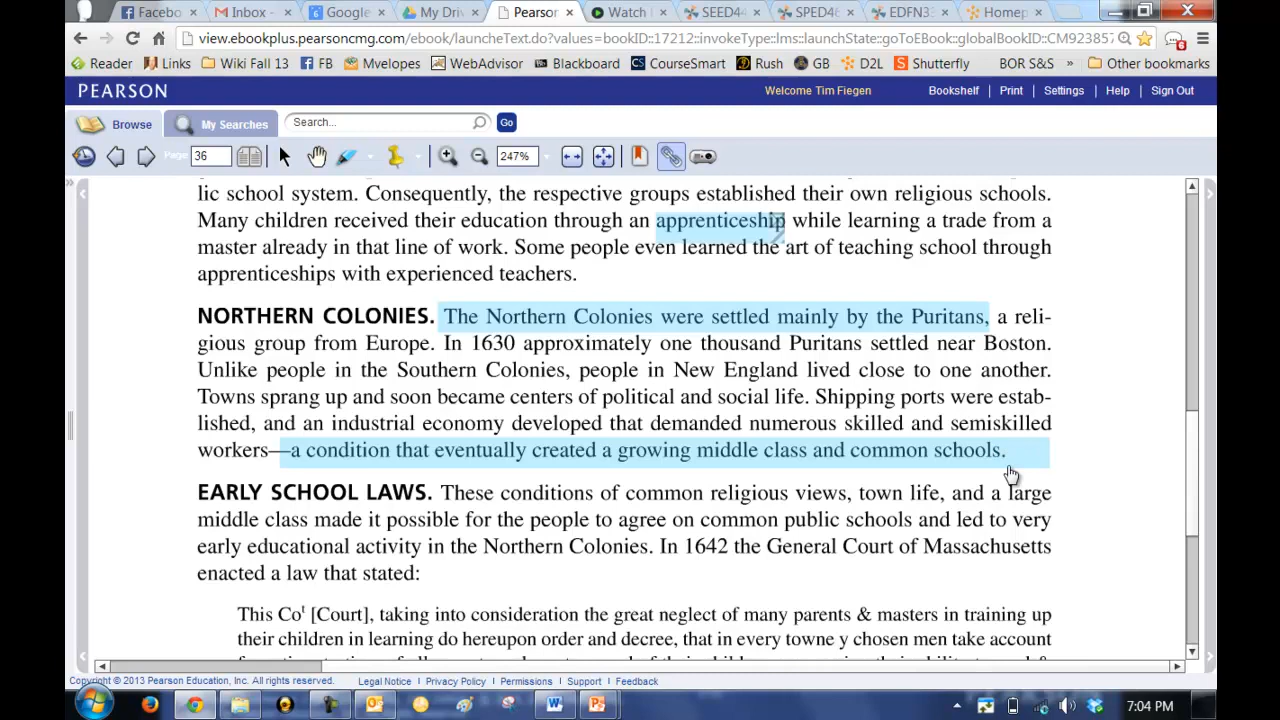 Facebo
Inbox -
Google
My Driv
Pearson
Watch
SEED44
SPED46
EDFN33
Homep
view.ebookplus.pearsoncmg.com/ebook/launcheText.do?values=bookID::17212::invokeType::lms::launchState::goToEBook::globalBookID::CM923857
6
Reader Links Wiki Fall 13 FB Mvelopes WebAdvisor Blackboard CourseSmart Rush GB D2L Shutterfly BOR S&S » Other bookmarks
PEARSON Welcome Tim Fiegen Bookshelf | Print | Settings | Help | Sign Out
Browse My Searches Search... Go
Page 36 247%
lic school system. Consequently, the respective groups established their own religious schools.
Many children received their education through an apprenticeship while learning a trade from a
master already in that line of work. Some people even learned the art of teaching school through
apprenticeships with experienced teachers.
NORTHERN COLONIES. The Northern Colonies were settled mainly by the Puritans, a reli-
gious group from Europe. In 1630 approximately one thousand Puritans settled near Boston.
Unlike people in the Southern Colonies, people in New England lived close to one another.
Towns sprang up and soon became centers of political and social life. Shipping ports were estab-
lished, and an industrial economy developed that demanded numerous skilled and semiskilled
workers—a condition that eventually created a growing middle class and common schools.
EARLY SCHOOL LAWS. These conditions of common religious views, town life, and a large
middle class made it possible for the people to agree on common public schools and led to very
early educational activity in the Northern Colonies. In 1642 the General Court of Massachusetts
enacted a law that stated:
This Coᵗ [Court], taking into consideration the great neglect of many parents & masters in training up
their children in learning do hereupon order and decree, that in every towne y chosen men take account
Copyright © 2013 Pearson Education, Inc. All rights reserved. Legal Notice | Privacy Policy | Permissions | Support | Feedback
7:04 PM